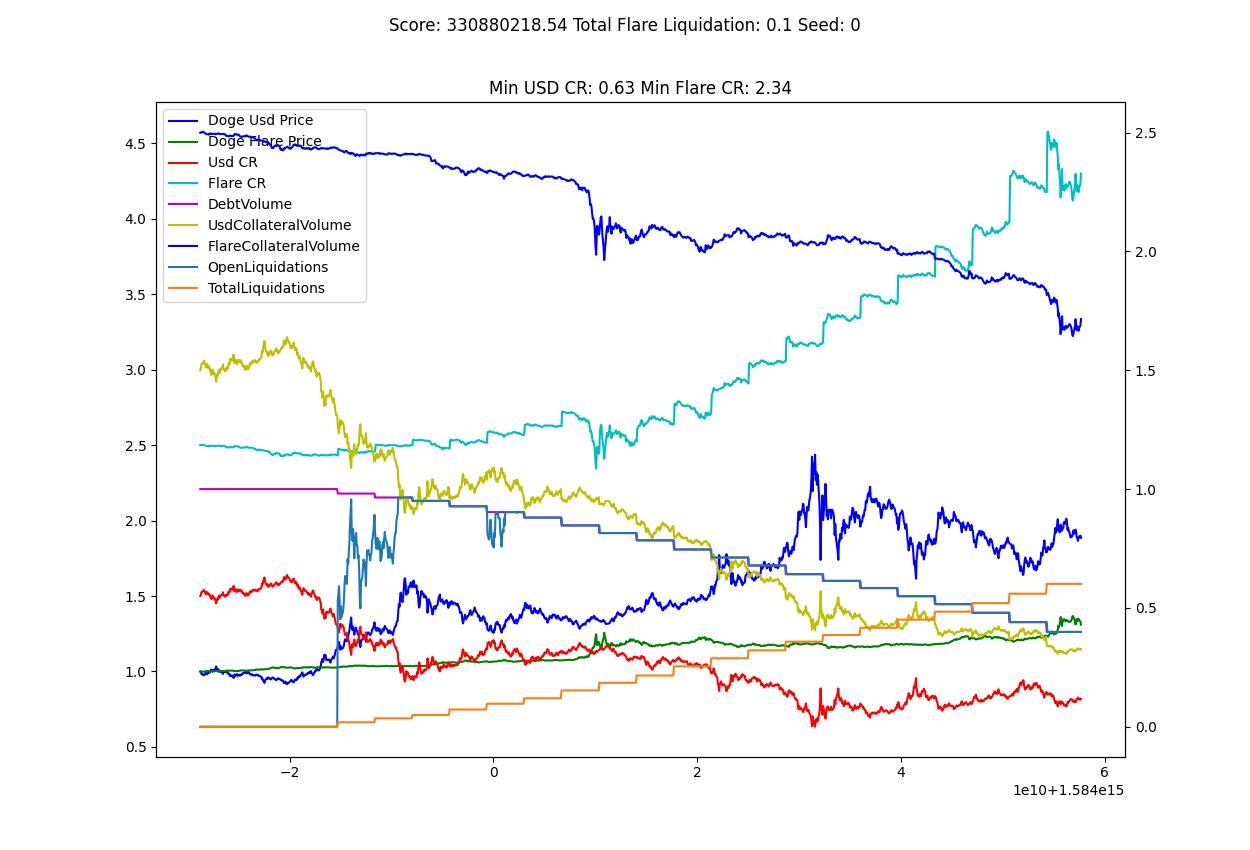 Score: 330880218.54 Total Flare Liquidation: 0.1 Seed: 0
Min USD CR: 0.63 Min Flare CR: 2.34
Doge Usd Price
Doge Flare Price
Usd CR
Flare CR
DebtVolume
UsdCollateralVolume
FlareCollateralVolume
OpenLiquidations
TotalLiquidations
4.5
4.0
3.5
3.0
2.5
2.0
1.5
1.0
0.5
2.5
2.0
1.5
1.0
0.5
0.0
−2
0
2
4
6
1e10+1.584e15